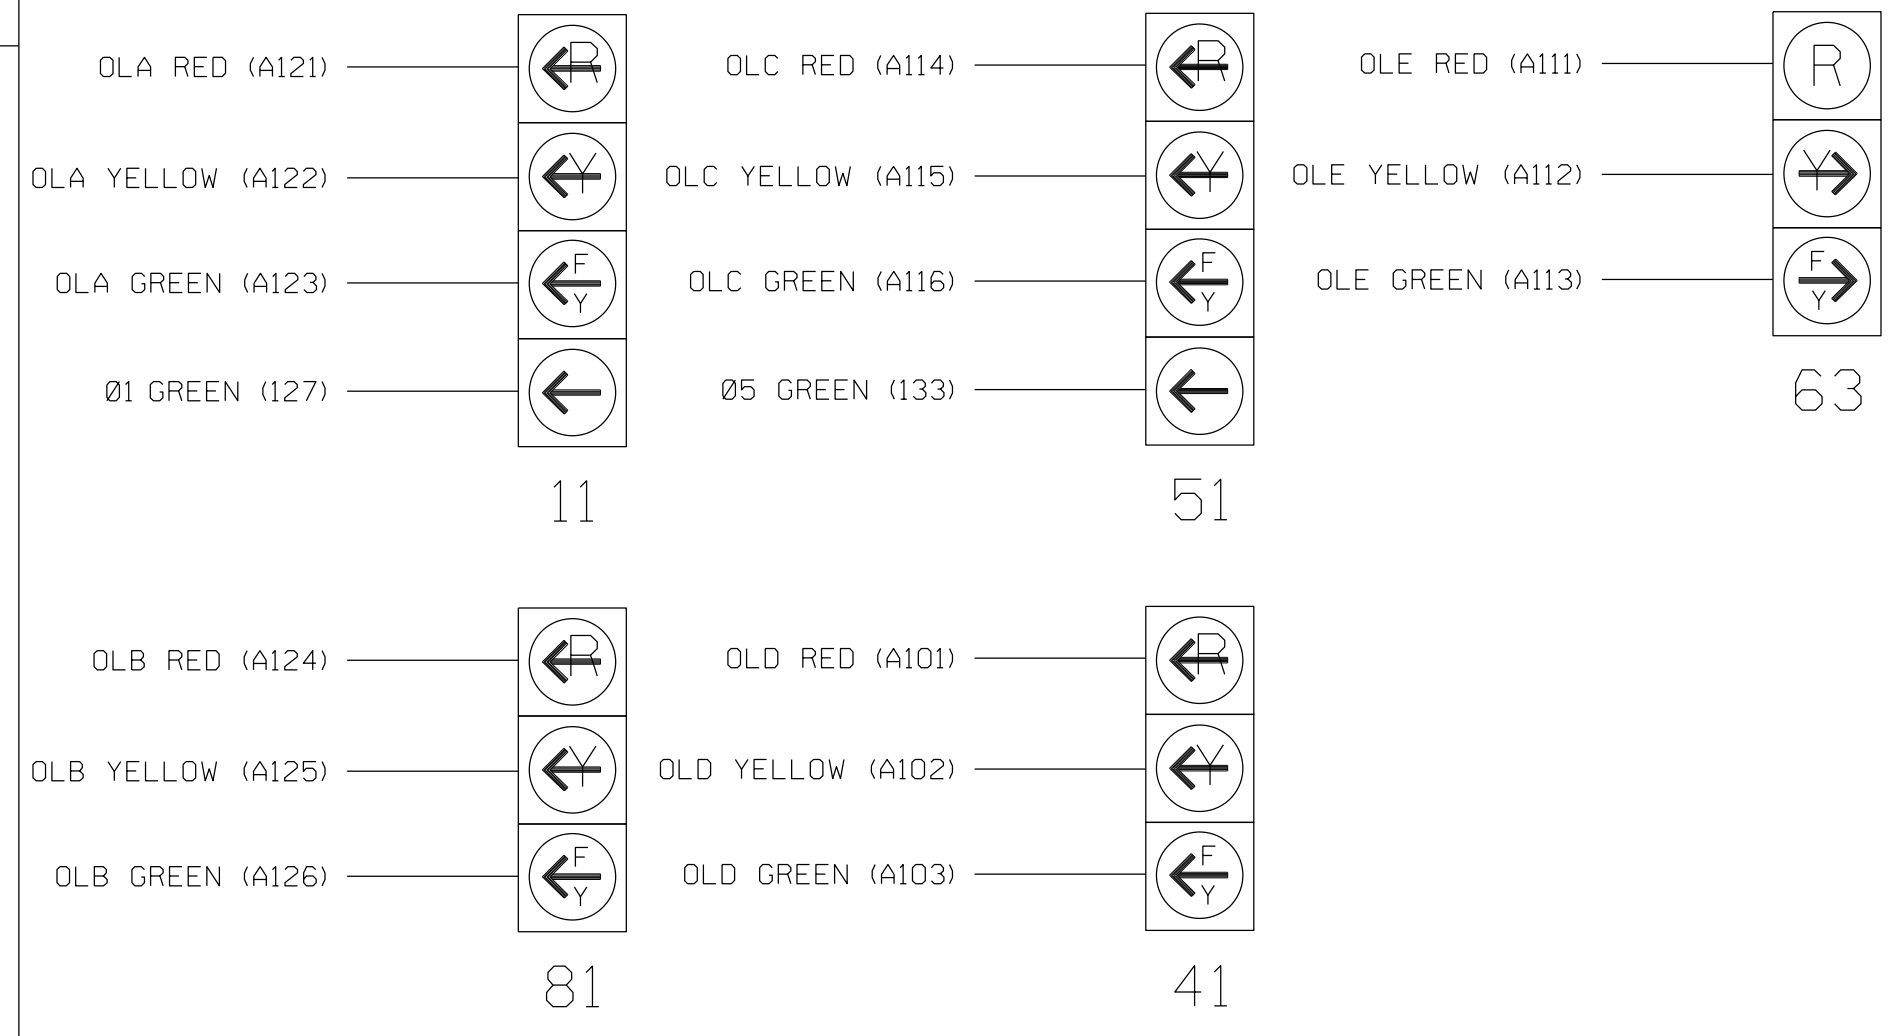 OLA RED (A121)
R
OLA YELLOW (A122)
Y
OLA GREEN (A123)
F
Y
Ø1 GREEN (127)
11
OLC RED (A114)
R
OLC YELLOW (A115)
Y
OLC GREEN (A116)
F
Y
Ø5 GREEN (133)
51
OLE RED (A111)
R
OLE YELLOW (A112)
Y
OLE GREEN (A113)
F
Y
63
OLB RED (A124)
R
OLB YELLOW (A125)
Y
OLB GREEN (A126)
F
Y
81
OLD RED (A101)
R
OLD YELLOW (A102)
Y
OLD GREEN (A103)
F
Y
41